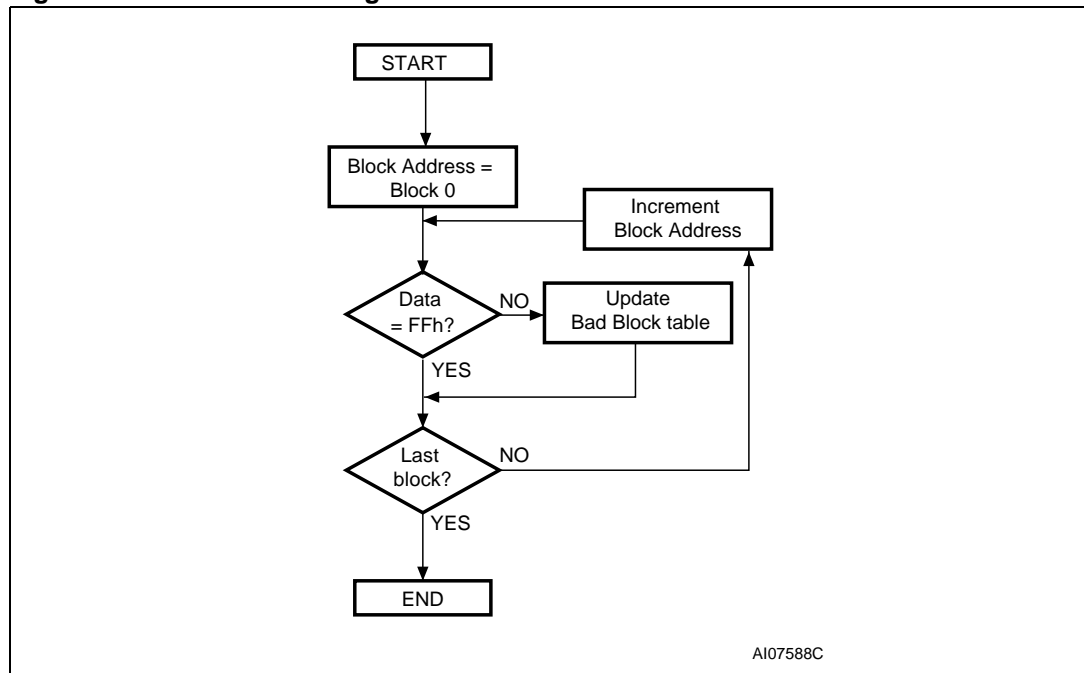 START
Block Address =
Block 0
Increment
Block Address
Data
= FFh?
NO
Update
Bad Block table
YES
Last
block?
NO
YES
END
AI07588C